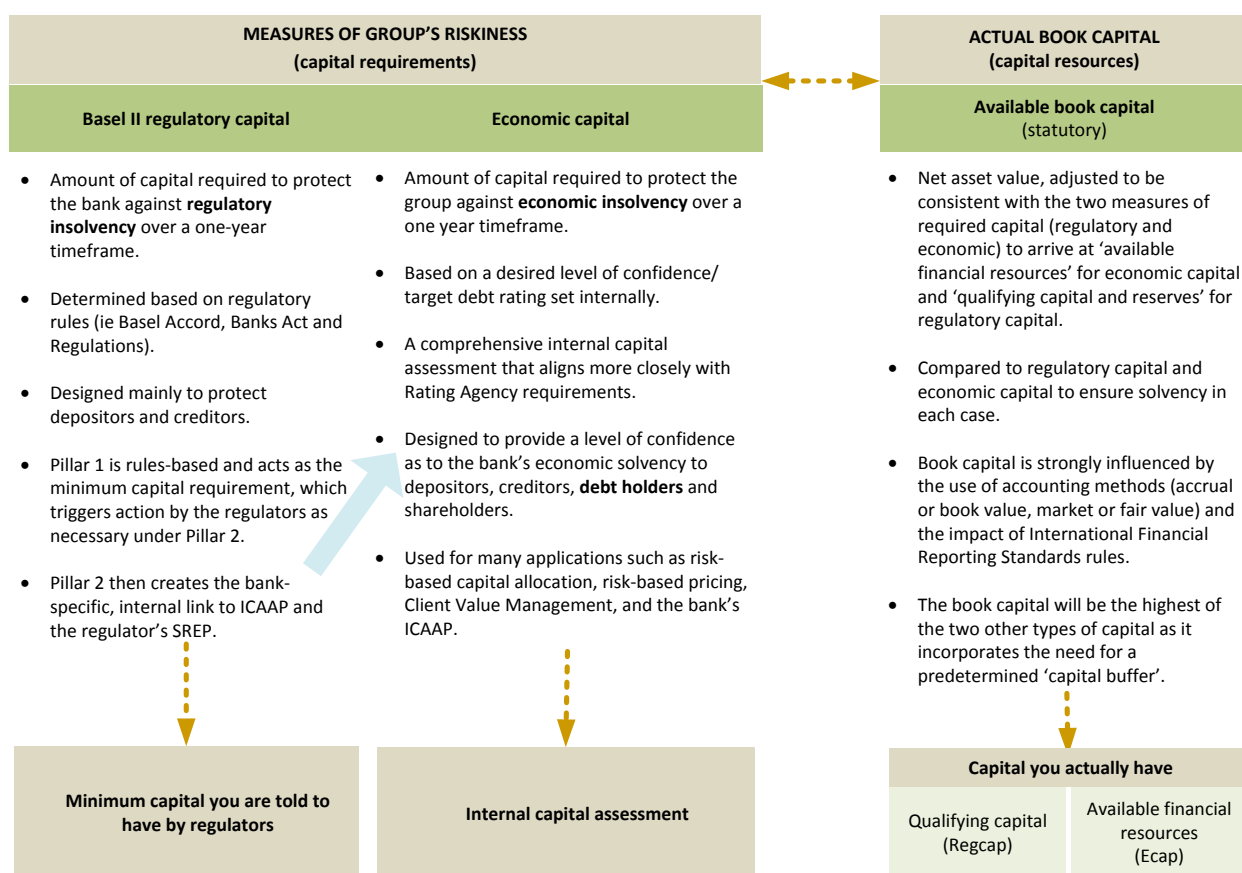 MEASURES OF GROUP'S RISKINESS
(capital requirements)
Basel II regulatory capital
• Amount of capital required to protect
the bank against regulatory
insolvency over a one-year
timeframe.
• Determined based on regulatory
rules (ie Basel Accord, Banks Act and
Regulations).
• Designed mainly to protect
depositors and creditors.
• Pillar 1 is rules-based and acts as the
minimum capital requirement, which
triggers action by the regulators as
necessary under Pillar 2.
• Pillar 2 then creates the bank-
specific, internal link to ICAAP and
the regulator's SREP.
Minimum capital you are told to
have by regulators
Economic capital
• Amount of capital required to protect the
group against economic insolvency over a
one year timeframe.
• Based on a desired level of confidence/
target debt rating set internally.
• A comprehensive internal capital
assessment that aligns more closely with
Rating Agency requirements.
• Designed to provide a level of confidence
as to the bank's economic solvency to
depositors, creditors, debt holders and
shareholders.
• Used for many applications such as risk-
based capital allocation, risk-based pricing,
Client Value Management, and the bank's
ICAAP.
Internal capital assessment
ACTUAL BOOK CAPITAL
(capital resources)
Available book capital
(statutory)
• Net asset value, adjusted to be
consistent with the two measures of
required capital (regulatory and
economic) to arrive at 'available
financial resources' for economic capital
and 'qualifying capital and reserves' for
regulatory capital.
• Compared to regulatory capital and
economic capital to ensure solvency in
each case.
• Book capital is strongly influenced by
the use of accounting methods (accrual
or book value, market or fair value) and
the impact of International Financial
Reporting Standards rules.
• The book capital will be the highest of
the two other types of capital as it
incorporates the need for a
predetermined 'capital buffer'.
Capital you actually have
Qualifying capital
(Regcap)
Available financial
resources
(Ecap)